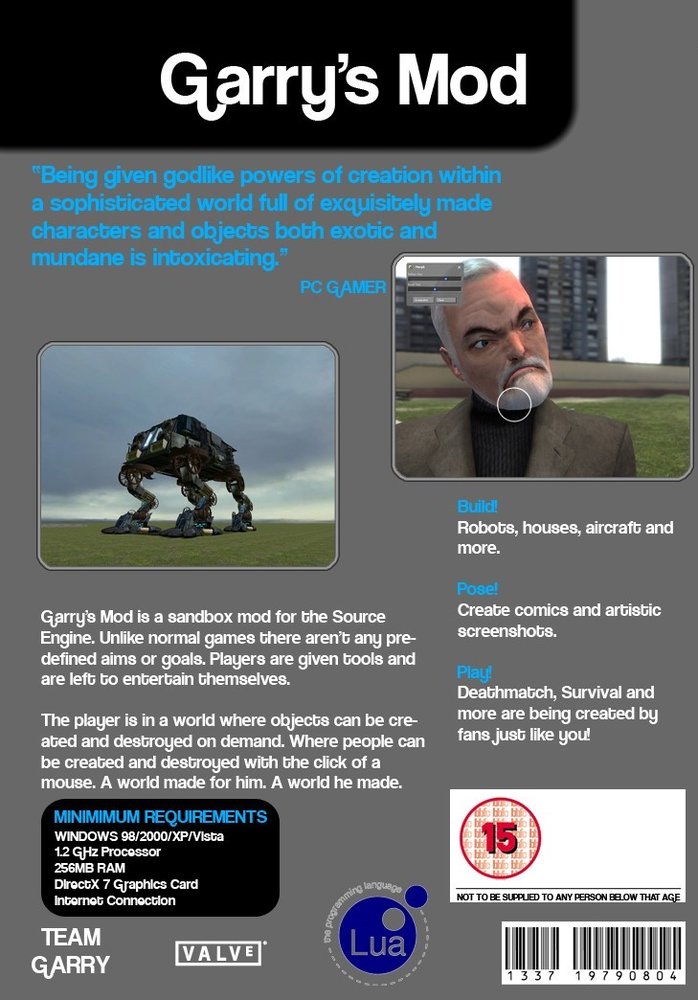 Garry's Mod
"Being given godlike powers of creation within
a sophisticated world full of exquisitely made
characters and objects both exotic and
mundane is intoxicating."
PC GAMER
Build!
Robots, houses, aircraft and
more.
Pose!
Create comics and artistic
screenshots.
Play!
Deathmatch, Survival and
more are being created by
fans just like you!
Garry's Mod is a sandbox mod for the Source
Engine. Unlike normal games there aren't any pre-
defined aims or goals. Players are given tools and
are left to entertain themselves.
The player is in a world where objects can be cre-
ated and destroyed on demand. Where people can
be created and destroyed with the click of a
mouse. A world made for him. A world he made.
MINIMIMUM REQUIREMENTS
WINDOWS 98/2000/XP/Vista
1.2 GHz Processor
256MB RAM
DirectX 7 Graphics Card
Internet Connection
15
NOT TO BE SUPPLIED TO ANY PERSON BELOW THAT AGE
TEAM
GARRY
VALVE
the programming language
Lua
1337 19790804